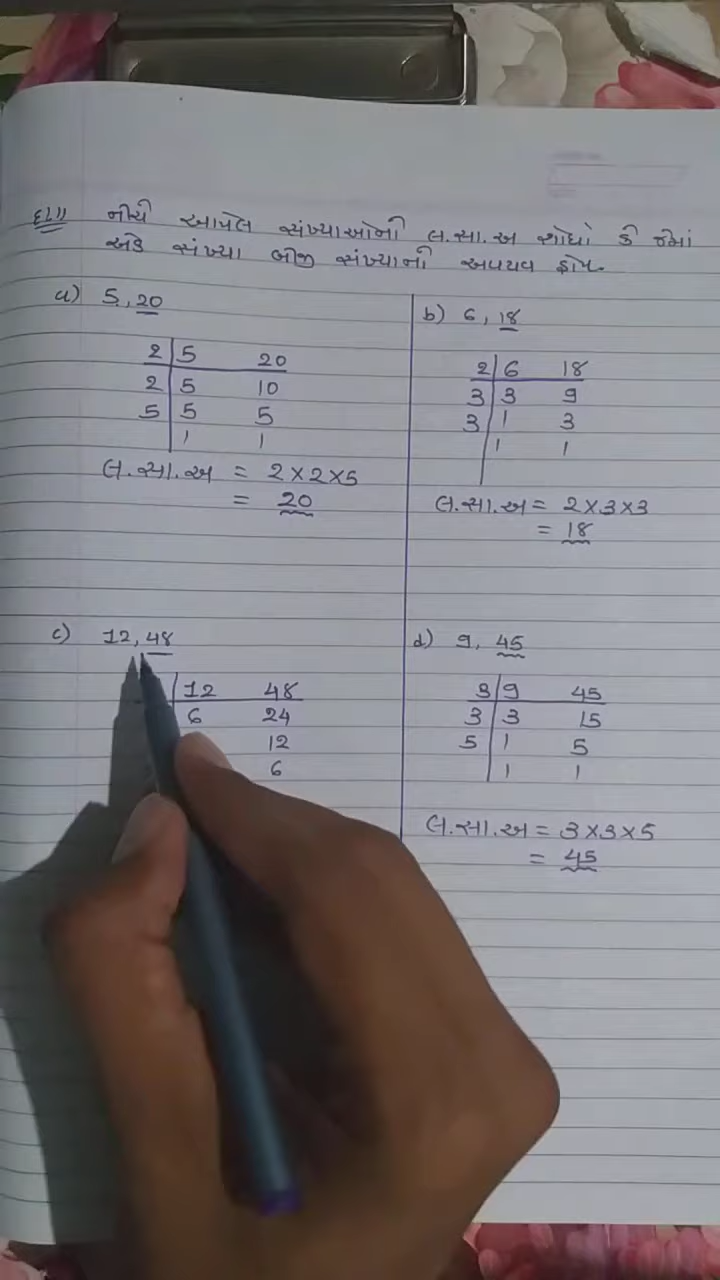 દા.11 નીચે આપેલ સંખ્યાઓની લ.સા.અ શોધો કે જેમાં
એક સંખ્યા બીજી સંખ્યાની અવયવ હોય.
a) 5, 20
2 5 20
2 5 10
5 5 5
1 1
લ.સા.અ = 2×2×5
= 20
b) 6, 18
2 6 18
3 3 9
3 1 3
1 1
લ.સા.અ = 2×3×3
= 18
c) 12, 48
12 48
6 24
12
6
d) 9, 45
3 9 45
3 3 15
5 1 5
1 1
લ.સા.અ = 3×3×5
= 45